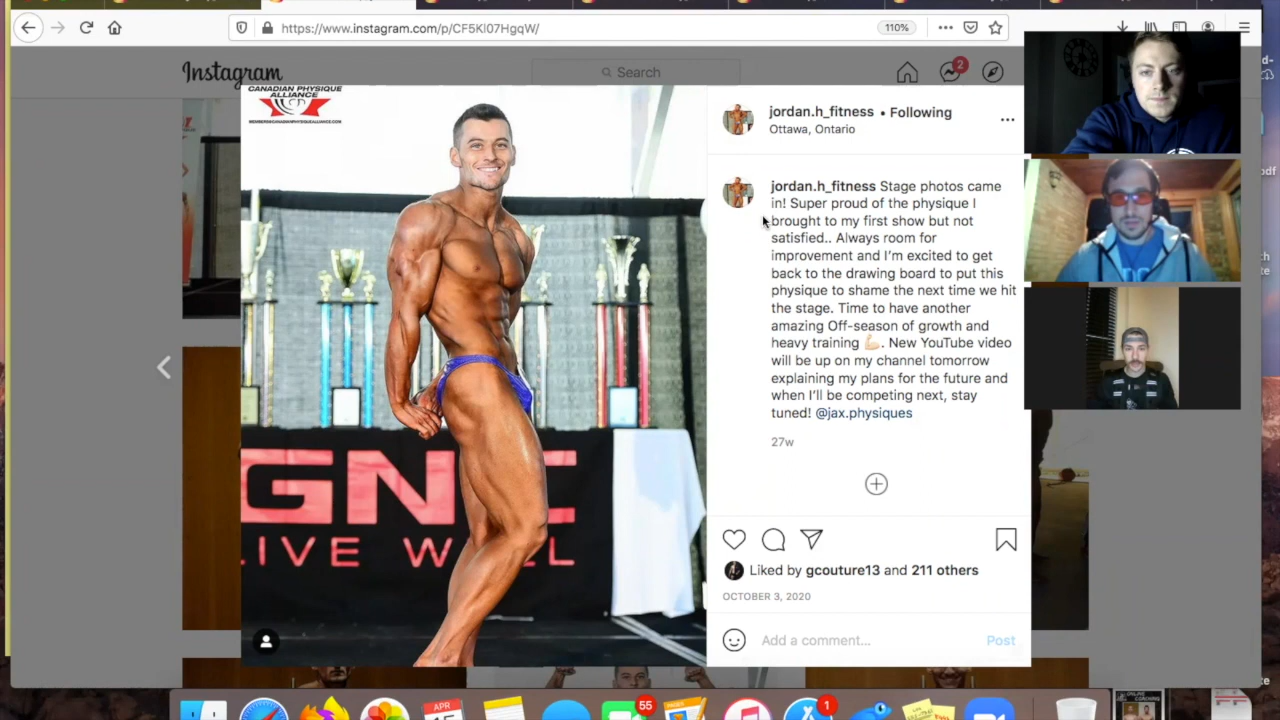 https://www.instagram.com/p/CF5Kl07HgqW/
110%
Instagram
Search
2
CANADIAN PHYSIQUE
ALLIANCE
jordan.h_fitness • Following
Ottawa, Ontario
jordan.h_fitness Stage photos came
in! Super proud of the physique I
brought to my first show but not
satisfied.. Always room for
improvement and I'm excited to get
back to the drawing board to put this
physique to shame the next time we hit
the stage. Time to have another
amazing Off-season of growth and
heavy training 💪🏻. New YouTube video
will be up on my channel tomorrow
explaining my plans for the future and
when I'll be competing next, stay
tuned! @jax.physiques
27w
GNC
LIVE W LL
Liked by gcouture13 and 211 others
OCTOBER 3, 2020
Add a comment...
Post
APR
55
PAGES
1